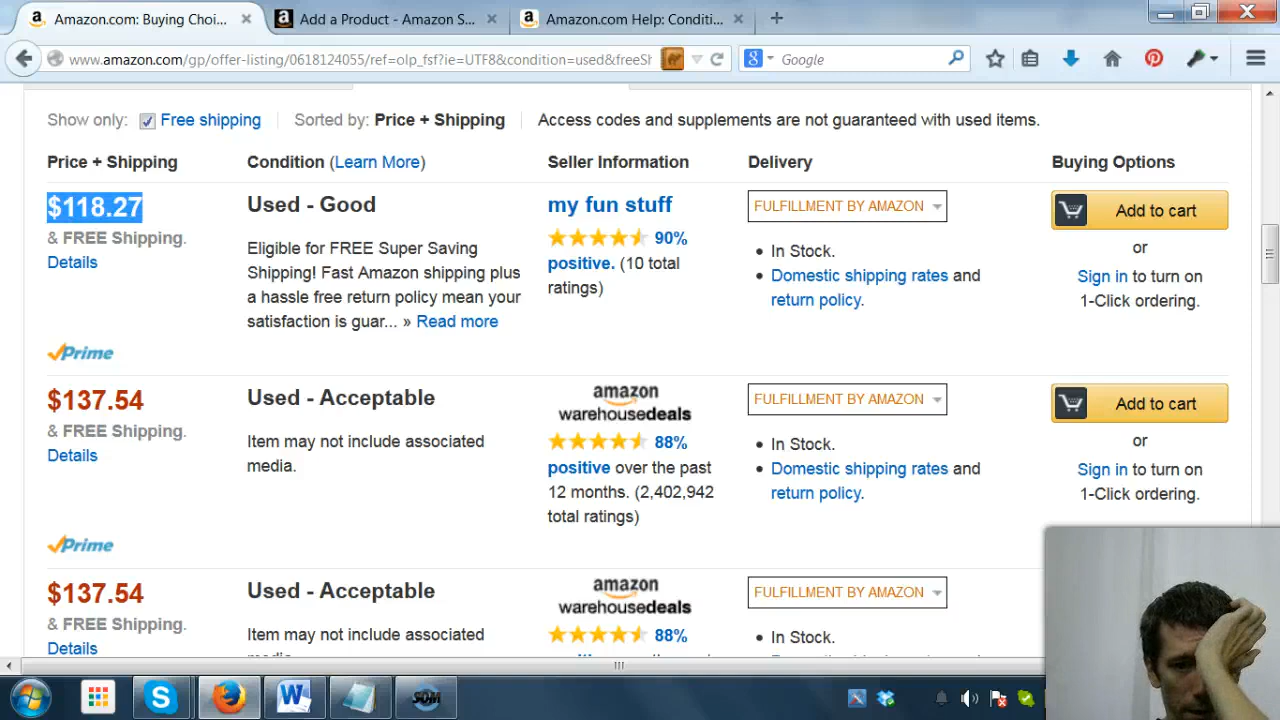 Amazon.com: Buying Choi...
Add a Product - Amazon S...
Amazon.com Help: Conditi...
www.amazon.com/gp/offer-listing/0618124055/ref=olp_fsf?ie=UTF8&condition=used&freeSh
Google
Show only: Free shipping Sorted by: Price + Shipping Access codes and supplements are not guaranteed with used items.
Price + Shipping Condition (Learn More) Seller Information Delivery Buying Options
$118.27
& FREE Shipping.
Details
Prime
Used - Good
Eligible for FREE Super Saving
Shipping! Fast Amazon shipping plus
a hassle free return policy mean your
satisfaction is guar... » Read more
my fun stuff
90%
positive. (10 total
ratings)
FULFILLMENT BY AMAZON
• In Stock.
• Domestic shipping rates and
return policy.
Add to cart
or
Sign in to turn on
1-Click ordering.
$137.54
& FREE Shipping.
Details
Prime
Used - Acceptable
Item may not include associated
media.
amazon
warehousedeals
88%
positive over the past
12 months. (2,402,942
total ratings)
FULFILLMENT BY AMAZON
• In Stock.
• Domestic shipping rates and
return policy.
Add to cart
or
Sign in to turn on
1-Click ordering.
$137.54
& FREE Shipping.
Details
Used - Acceptable
Item may not include associated
amazon
warehousedeals
88%
FULFILLMENT BY AMAZON
• In Stock.